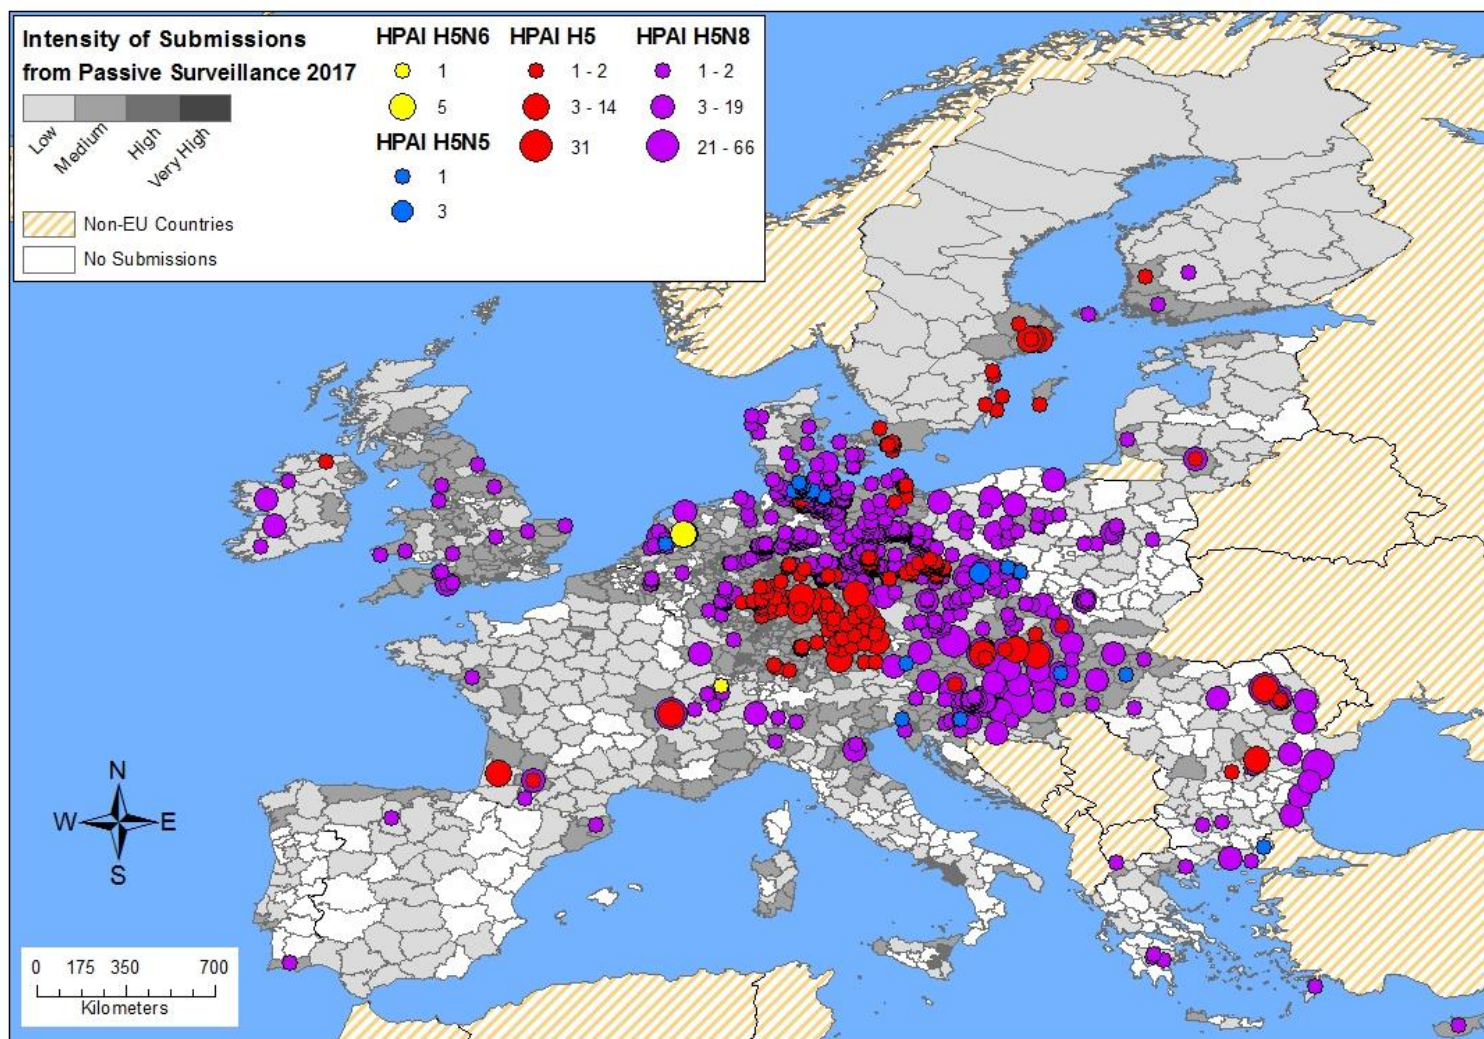 Intensity of Submissions
from Passive Surveillance 2017
Low
Medium
High
Very High
Non-EU Countries
No Submissions
HPAI H5N6
1
5
HPAI H5N5
1
3
HPAI H5
1 - 2
3 - 14
31
HPAI H5N8
1 - 2
3 - 19
21 - 66
N
W E
S
0 175 350 700
Kilometers